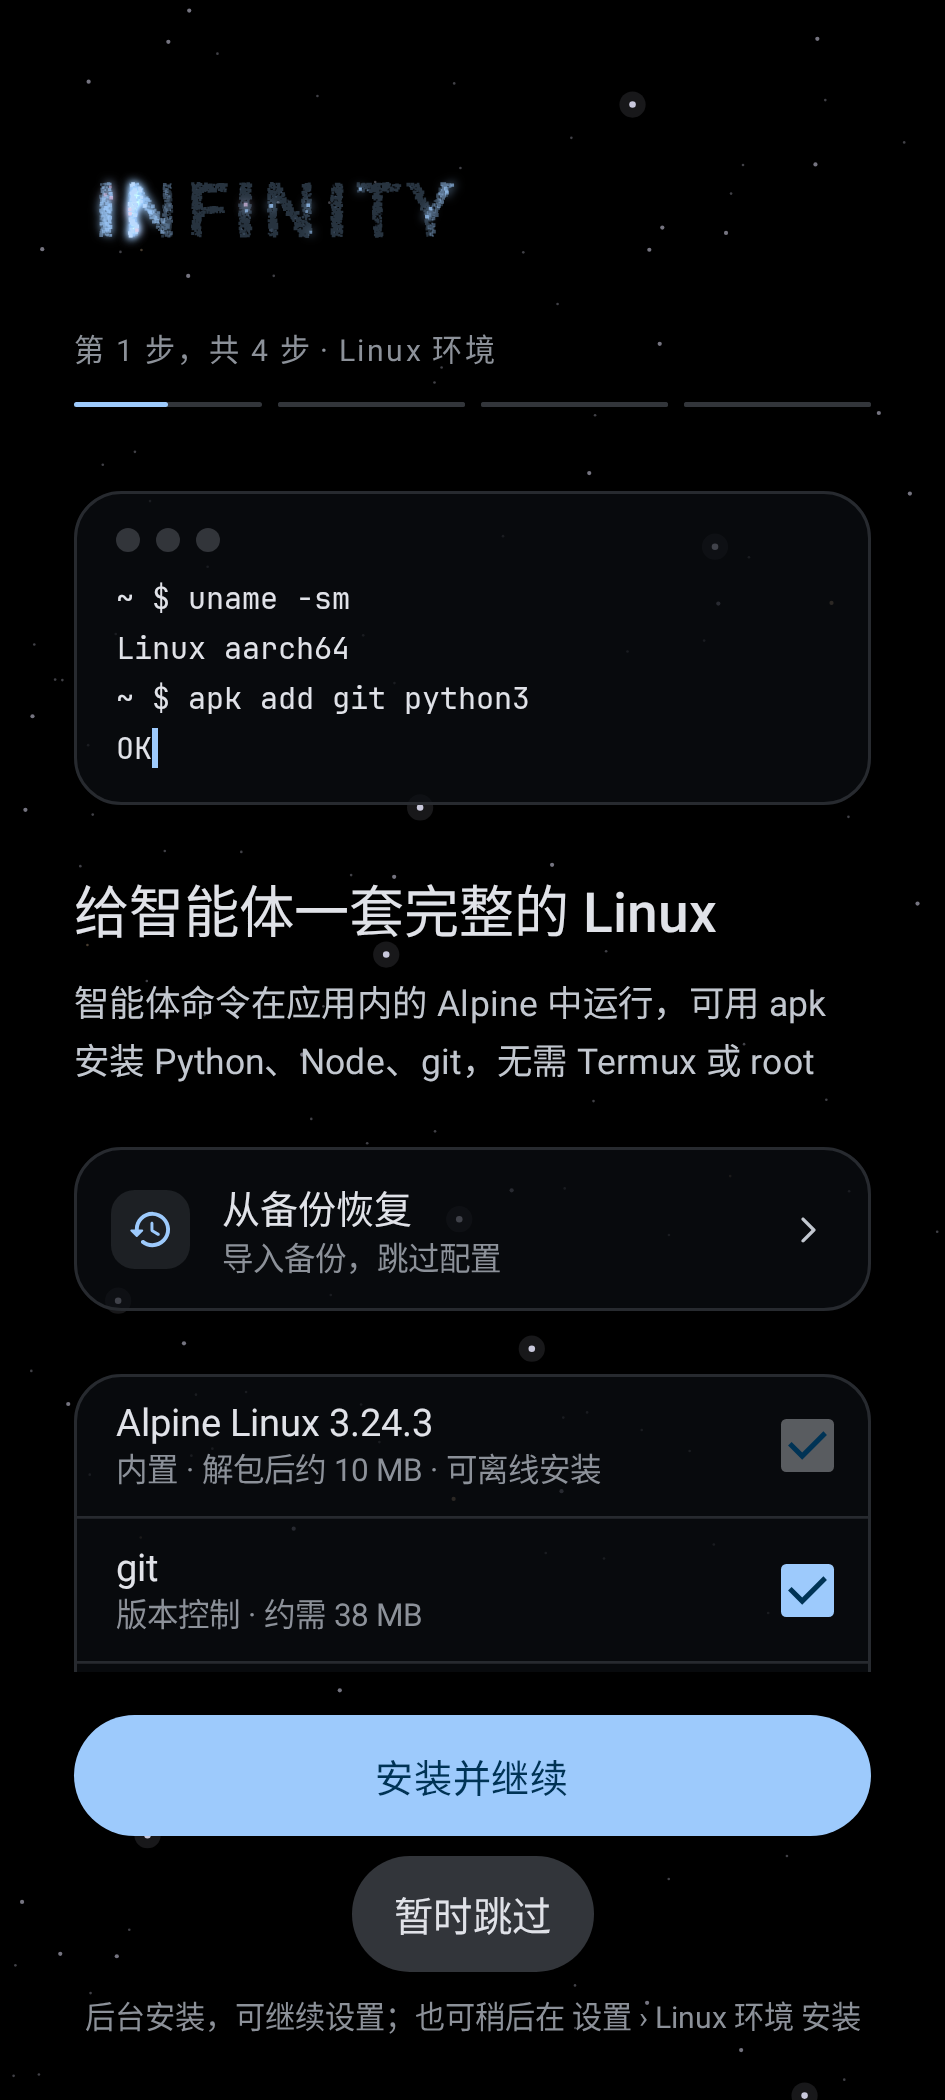 INFINITY
第 1 步，共 4 步 · Linux 环境
~ $ uname -sm
Linux aarch64
~ $ apk add git python3
OK
给智能体一套完整的 Linux
智能体命令在应用内的 Alpine 中运行，可用 apk
安装 Python、Node、git，无需 Termux 或 root
从备份恢复
导入备份，跳过配置
Alpine Linux 3.24.3
内置 · 解包后约 10 MB · 可离线安装
git
版本控制 · 约需 38 MB
安装并继续
暂时跳过
后台安装，可继续设置；也可稍后在 设置 › Linux 环境 安装